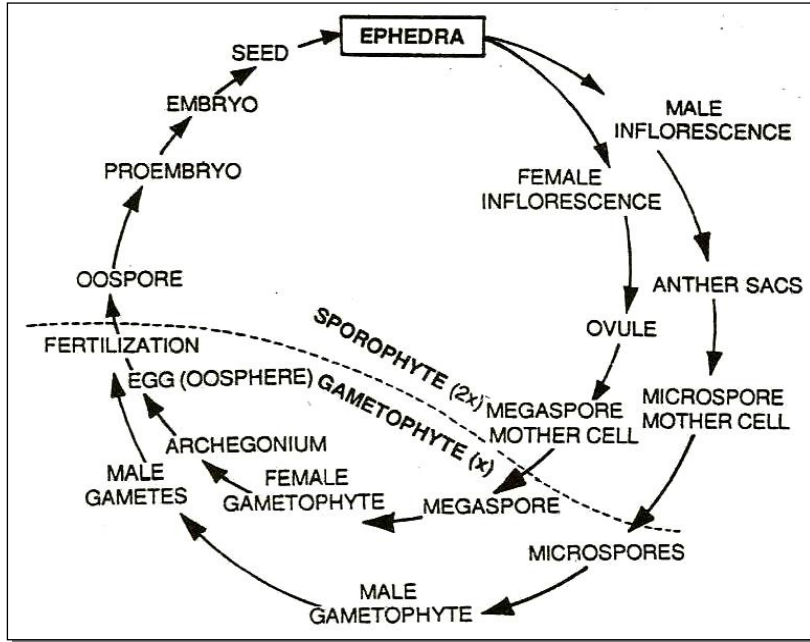 EPHEDRA
SEED
EMBRYO
PROEMBRYO
OOSPORE
FERTILIZATION
MALE
INFLORESCENCE
FEMALE
INFLORESCENCE
ANTHER SACS
OVULE
MICROSPORE
MOTHER CELL
MEGASPORE
MOTHER CELL
SPOROPHYTE (2x)
GAMETOPHYTE (x)
EGG (OOSPHERE)
ARCHEGONIUM
FEMALE
GAMETOPHYTE
MEGASPORE
MICROSPORES
MALE
GAMETOPHYTE
MALE
GAMETES